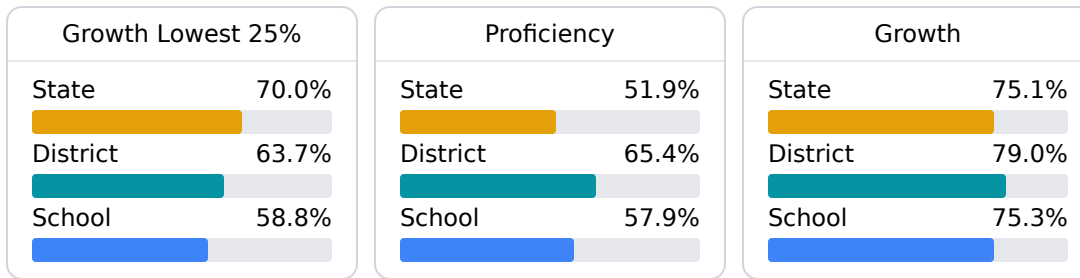 Growth Lowest 25%
State 70.0%
District 63.7%
School 58.8%
Proficiency
State 51.9%
District 65.4%
School 57.9%
Growth
State 75.1%
District 79.0%
School 75.3%